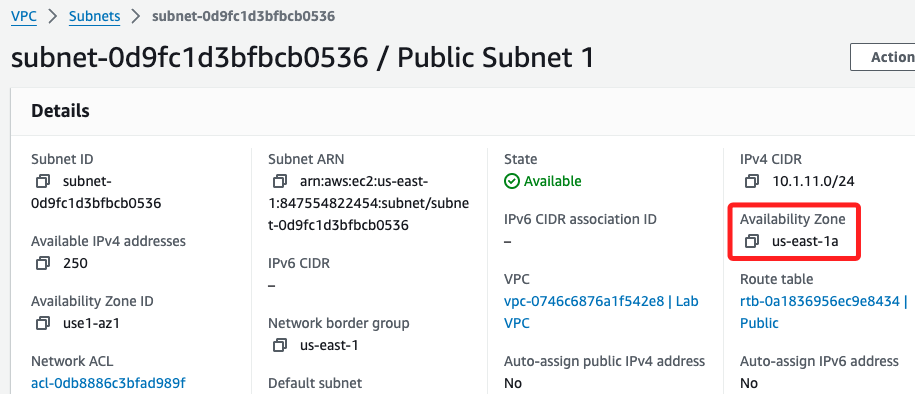 VPC > Subnets > subnet-0d9fc1d3bfbcb0536
subnet-0d9fc1d3bfbcb0536 / Public Subnet 1
Action
Details
Subnet ID
subnet-
0d9fc1d3bfbcb0536
Available IPv4 addresses
250
Availability Zone ID
use1-az1
Network ACL
acl-0db8886c3bfad989f
Subnet ARN
arn:aws:ec2:us-east-
1:847554822454:subnet/subne
t-0d9fc1d3bfbcb0536
IPv6 CIDR
–
Network border group
us-east-1
Default subnet
State
Available
IPv6 CIDR association ID
–
VPC
vpc-0746c6876a1f542e8 | Lab
VPC
Auto-assign public IPv4 address
No
IPv4 CIDR
10.1.11.0/24
Availability Zone
us-east-1a
Route table
rtb-0a1836956ec9e8434 |
Public
Auto-assign IPv6 address
No